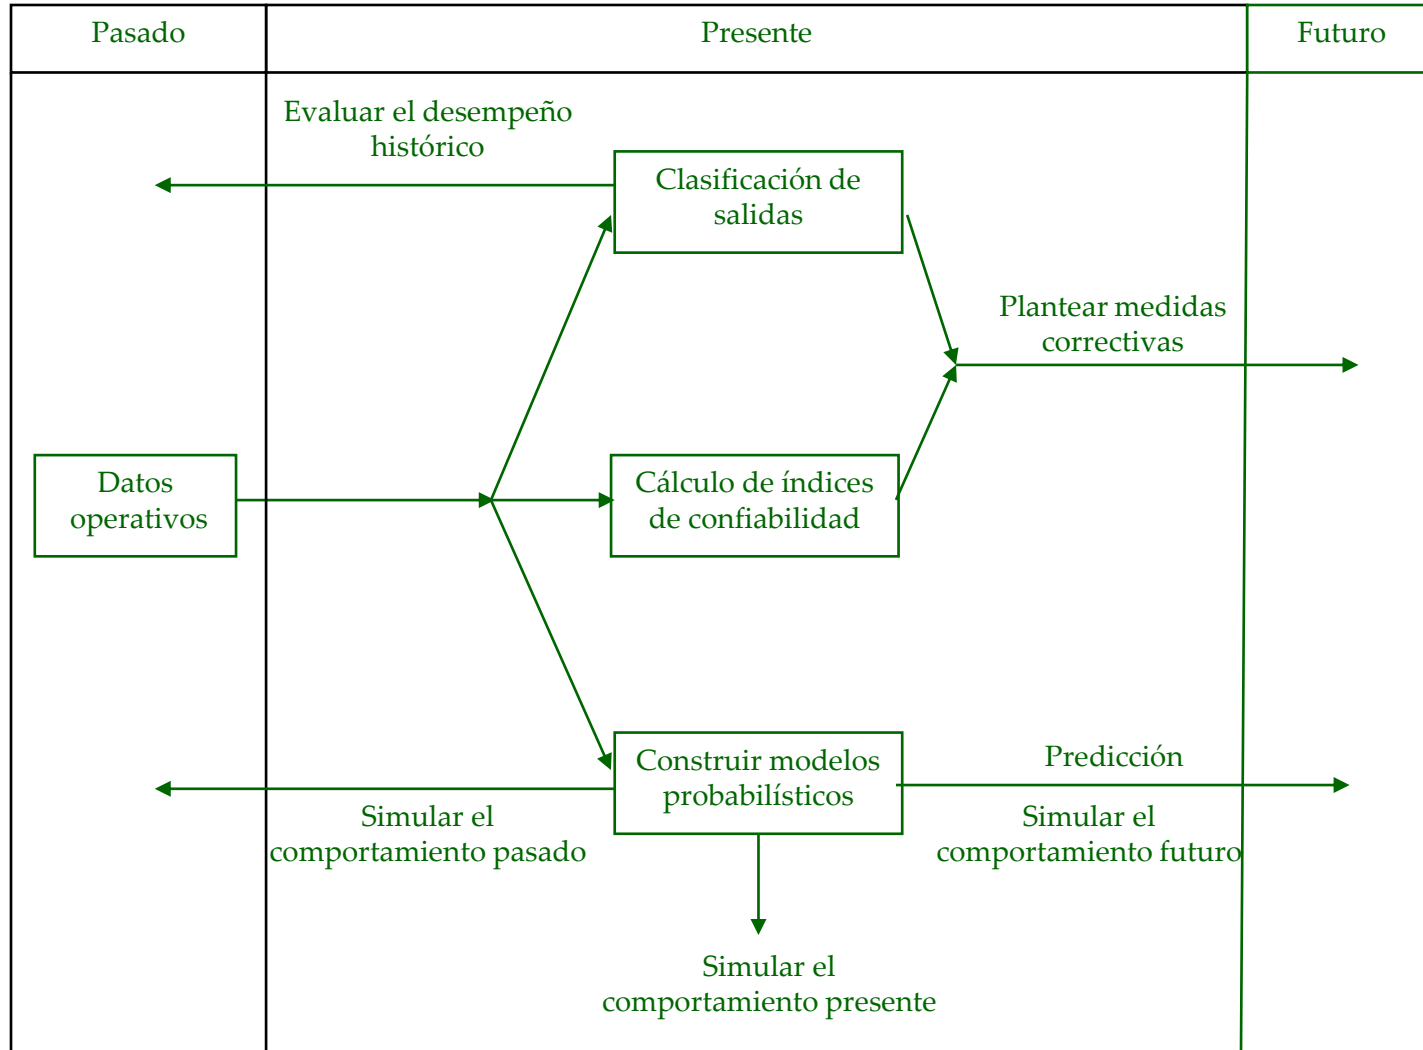 Pasado
Presente
Futuro
Evaluar el desempeño
histórico
Clasificación de
salidas
Plantear medidas
correctivas
Datos
operativos
Cálculo de índices
de confiabilidad
Construir modelos
probabilísticos
Predicción
Simular el
comportamiento pasado
Simular el
comportamiento futuro
Simular el
comportamiento presente